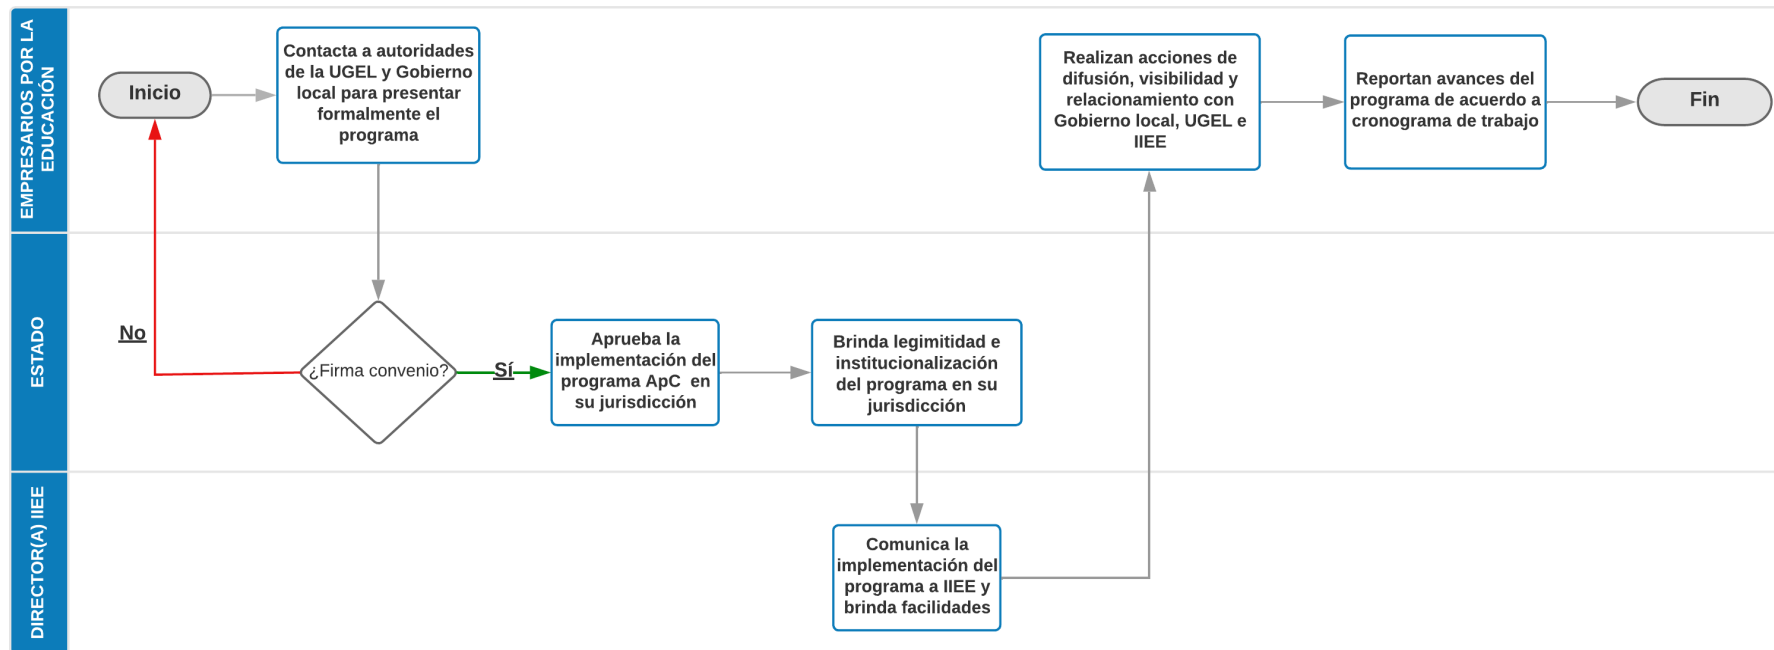 EMPRESARIOS POR LA
EDUCACIÓN
Inicio
Contacta a autoridades
de la UGEL y Gobierno
local para presentar
formalmente el
programa
Realizan acciones de
difusión, visibilidad y
relacionamiento con
Gobierno local, UGEL e
IIEE
Reportan avances del
programa de acuerdo a
cronograma de trabajo
Fin
ESTADO
No
¿Firma convenio?
Sí
Aprueba la
implementación del
programa ApC en
su jurisdicción
Brinda legimitidad e
institucionalización
del programa en su
jurisdicción
DIRECTOR(A) IIEE
Comunica la
implementación del
programa a IIEE y
brinda facilidades